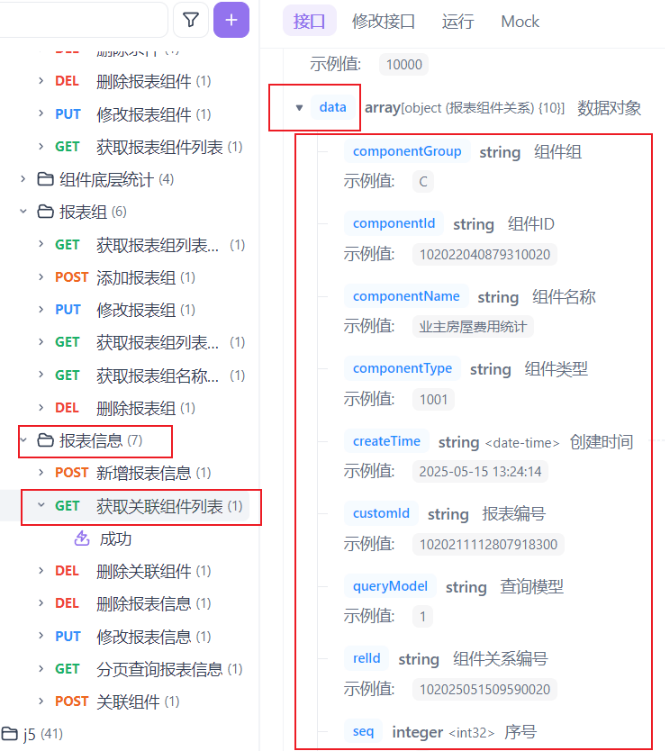 删除条件 (1)
DEL 删除报表组件 (1)
PUT 修改报表组件 (1)
GET 获取报表组件列表 (1)
组件底层统计 (4)
报表组 (6)
GET 获取报表组列表... (1)
POST 添加报表组 (1)
PUT 修改报表组 (1)
GET 获取报表组列表... (1)
GET 获取报表组名称... (1)
DEL 删除报表组 (1)
报表信息 (7)
POST 新增报表信息 (1)
GET 获取关联组件列表 (1)
成功
DEL 删除关联组件 (1)
DEL 删除报表信息 (1)
PUT 修改报表信息 (1)
GET 分页查询报表信息 (1)
POST 关联组件 (1)
j5 (41)
接口 修改接口 运行 Mock
示例值: 10000
data array[object (报表组件关系) {10}] 数据对象
componentGroup string 组件组
示例值: C
componentId string 组件ID
示例值: 102022040879310020
componentName string 组件名称
示例值: 业主房屋费用统计
componentType string 组件类型
示例值: 1001
createTime string <date-time> 创建时间
示例值: 2025-05-15 13:24:14
customId string 报表编号
示例值: 1020211112807918300
queryModel string 查询模型
示例值: 1
relId string 组件关系编号
示例值: 102025051509590020
seq integer <int32> 序号